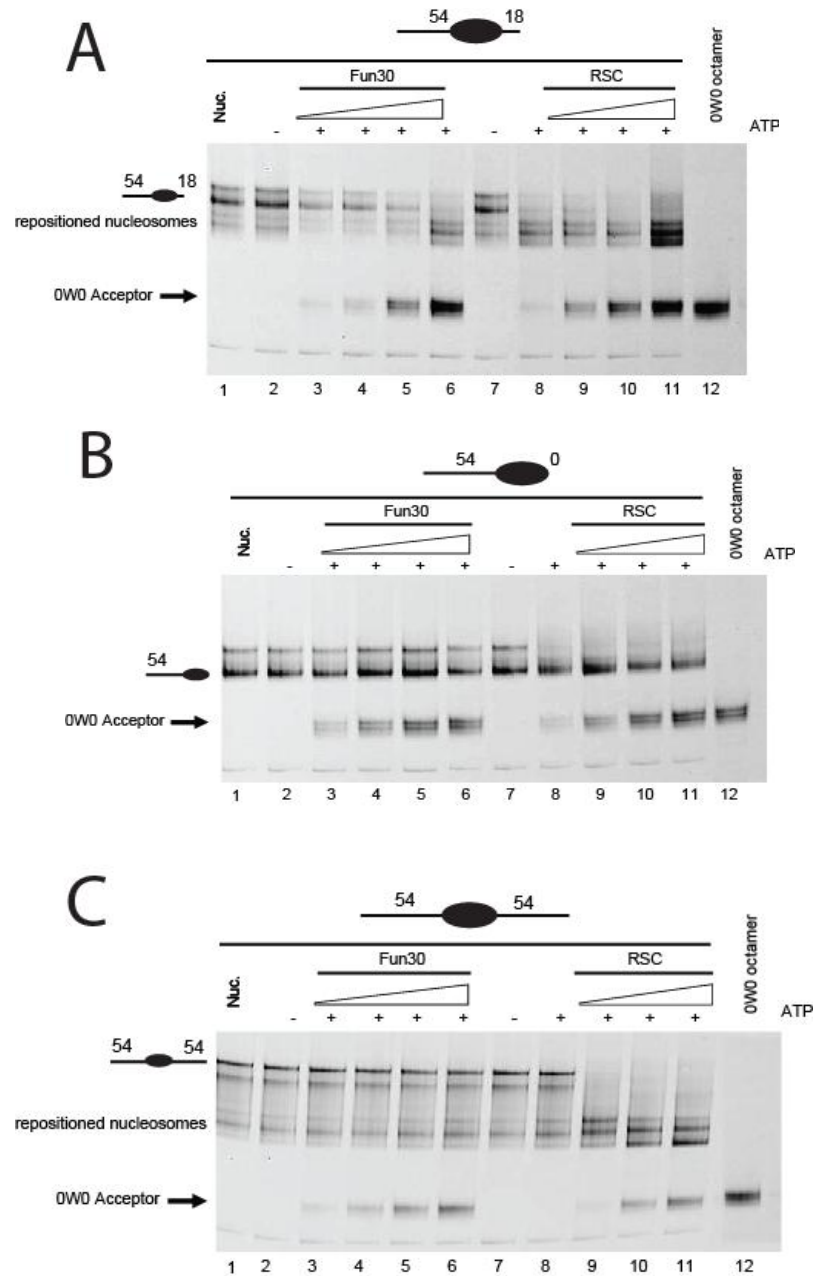 A
54 18
Fun30 RSC
Nuc. 0W0 octamer
- + + + + - + + + + ATP
54 18
repositioned nucleosomes
0W0 Acceptor
1 2 3 4 5 6 7 8 9 10 11 12
B
54 0
Fun30 RSC
Nuc. 0W0 octamer
- + + + + - + + + + ATP
54
0W0 Acceptor
1 2 3 4 5 6 7 8 9 10 11 12
C
54 54
Fun30 RSC
Nuc. 0W0 octamer
- + + + + - + + + + ATP
54 54
repositioned nucleosomes
0W0 Acceptor
1 2 3 4 5 6 7 8 9 10 11 12